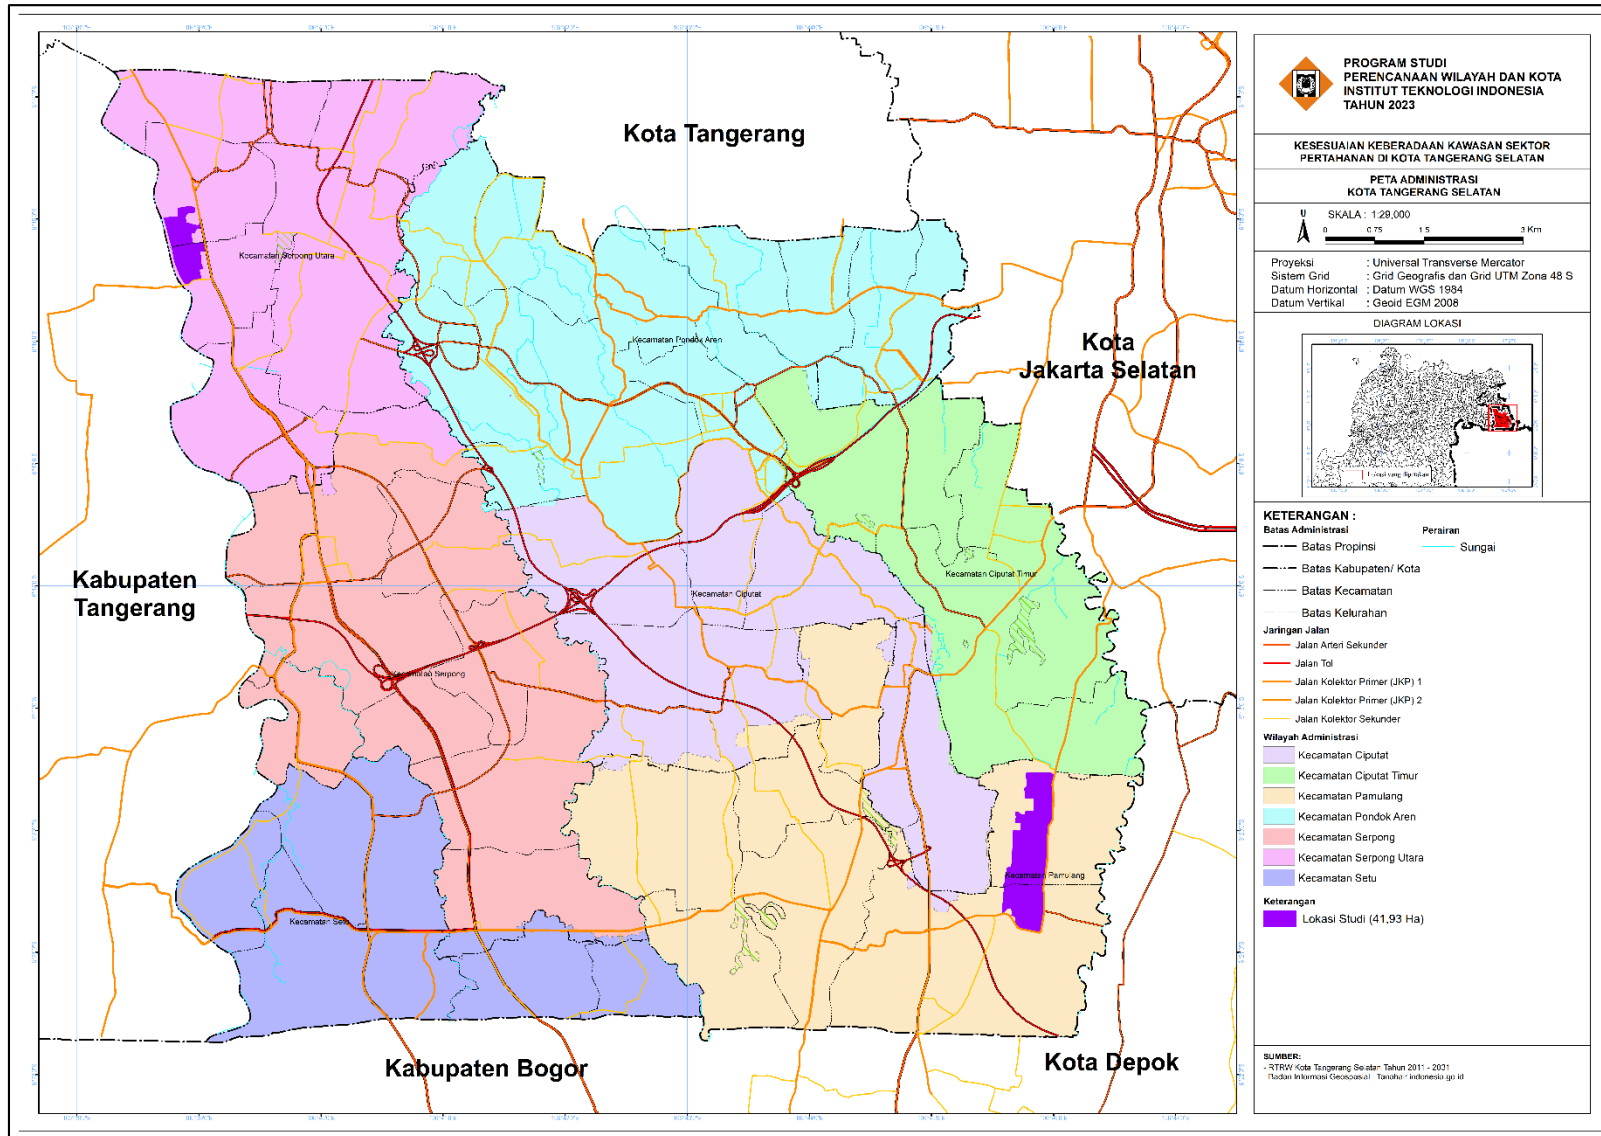 Kota Tangerang
Kota
Jakarta Selatan
Kabupaten
Tangerang
Kabupaten Bogor
Kota Depok
Kecamatan Serpong Utara
Kecamatan Pondok Aren
Kecamatan Ciputat Timur
Kecamatan Ciputat
Kecamatan Serpong
Kecamatan Pamulang
Kecamatan Setu
PROGRAM STUDI
PERENCANAAN WILAYAH DAN KOTA
INSTITUT TEKNOLOGI INDONESIA
TAHUN 2023
KESESUAIAN KEBERADAAN KAWASAN SEKTOR
PERTAHANAN DI KOTA TANGERANG SELATAN
PETA ADMINISTRASI
KOTA TANGERANG SELATAN
U
SKALA : 1:29,000
0 0.75 1.5 3 Km
Proyeksi : Universal Transverse Mercator
Sistem Grid : Grid Geografis dan Grid UTM Zona 48 S
Datum Horizontal : Datum WGS 1984
Datum Vertikal : Geoid EGM 2008
DIAGRAM LOKASI
KETERANGAN :
Batas Administrasi Perairan
Batas Propinsi Sungai
Batas Kabupaten/ Kota
Batas Kecamatan
Batas Kelurahan
Jaringan Jalan
Jalan Arteri Sekunder
Jalan Tol
Jalan Kolektor Primer (JKP) 1
Jalan Kolektor Primer (JKP) 2
Jalan Kolektor Sekunder
Wilayah Administrasi
Kecamatan Ciputat
Kecamatan Ciputat Timur
Kecamatan Pamulang
Kecamatan Pondok Aren
Kecamatan Serpong
Kecamatan Serpong Utara
Kecamatan Setu
Keterangan
Lokasi Studi (41,93 Ha)
SUMBER:
- RTRW Kota Tangerang Selatan Tahun 2011 - 2031
Badan Informasi Geospasial